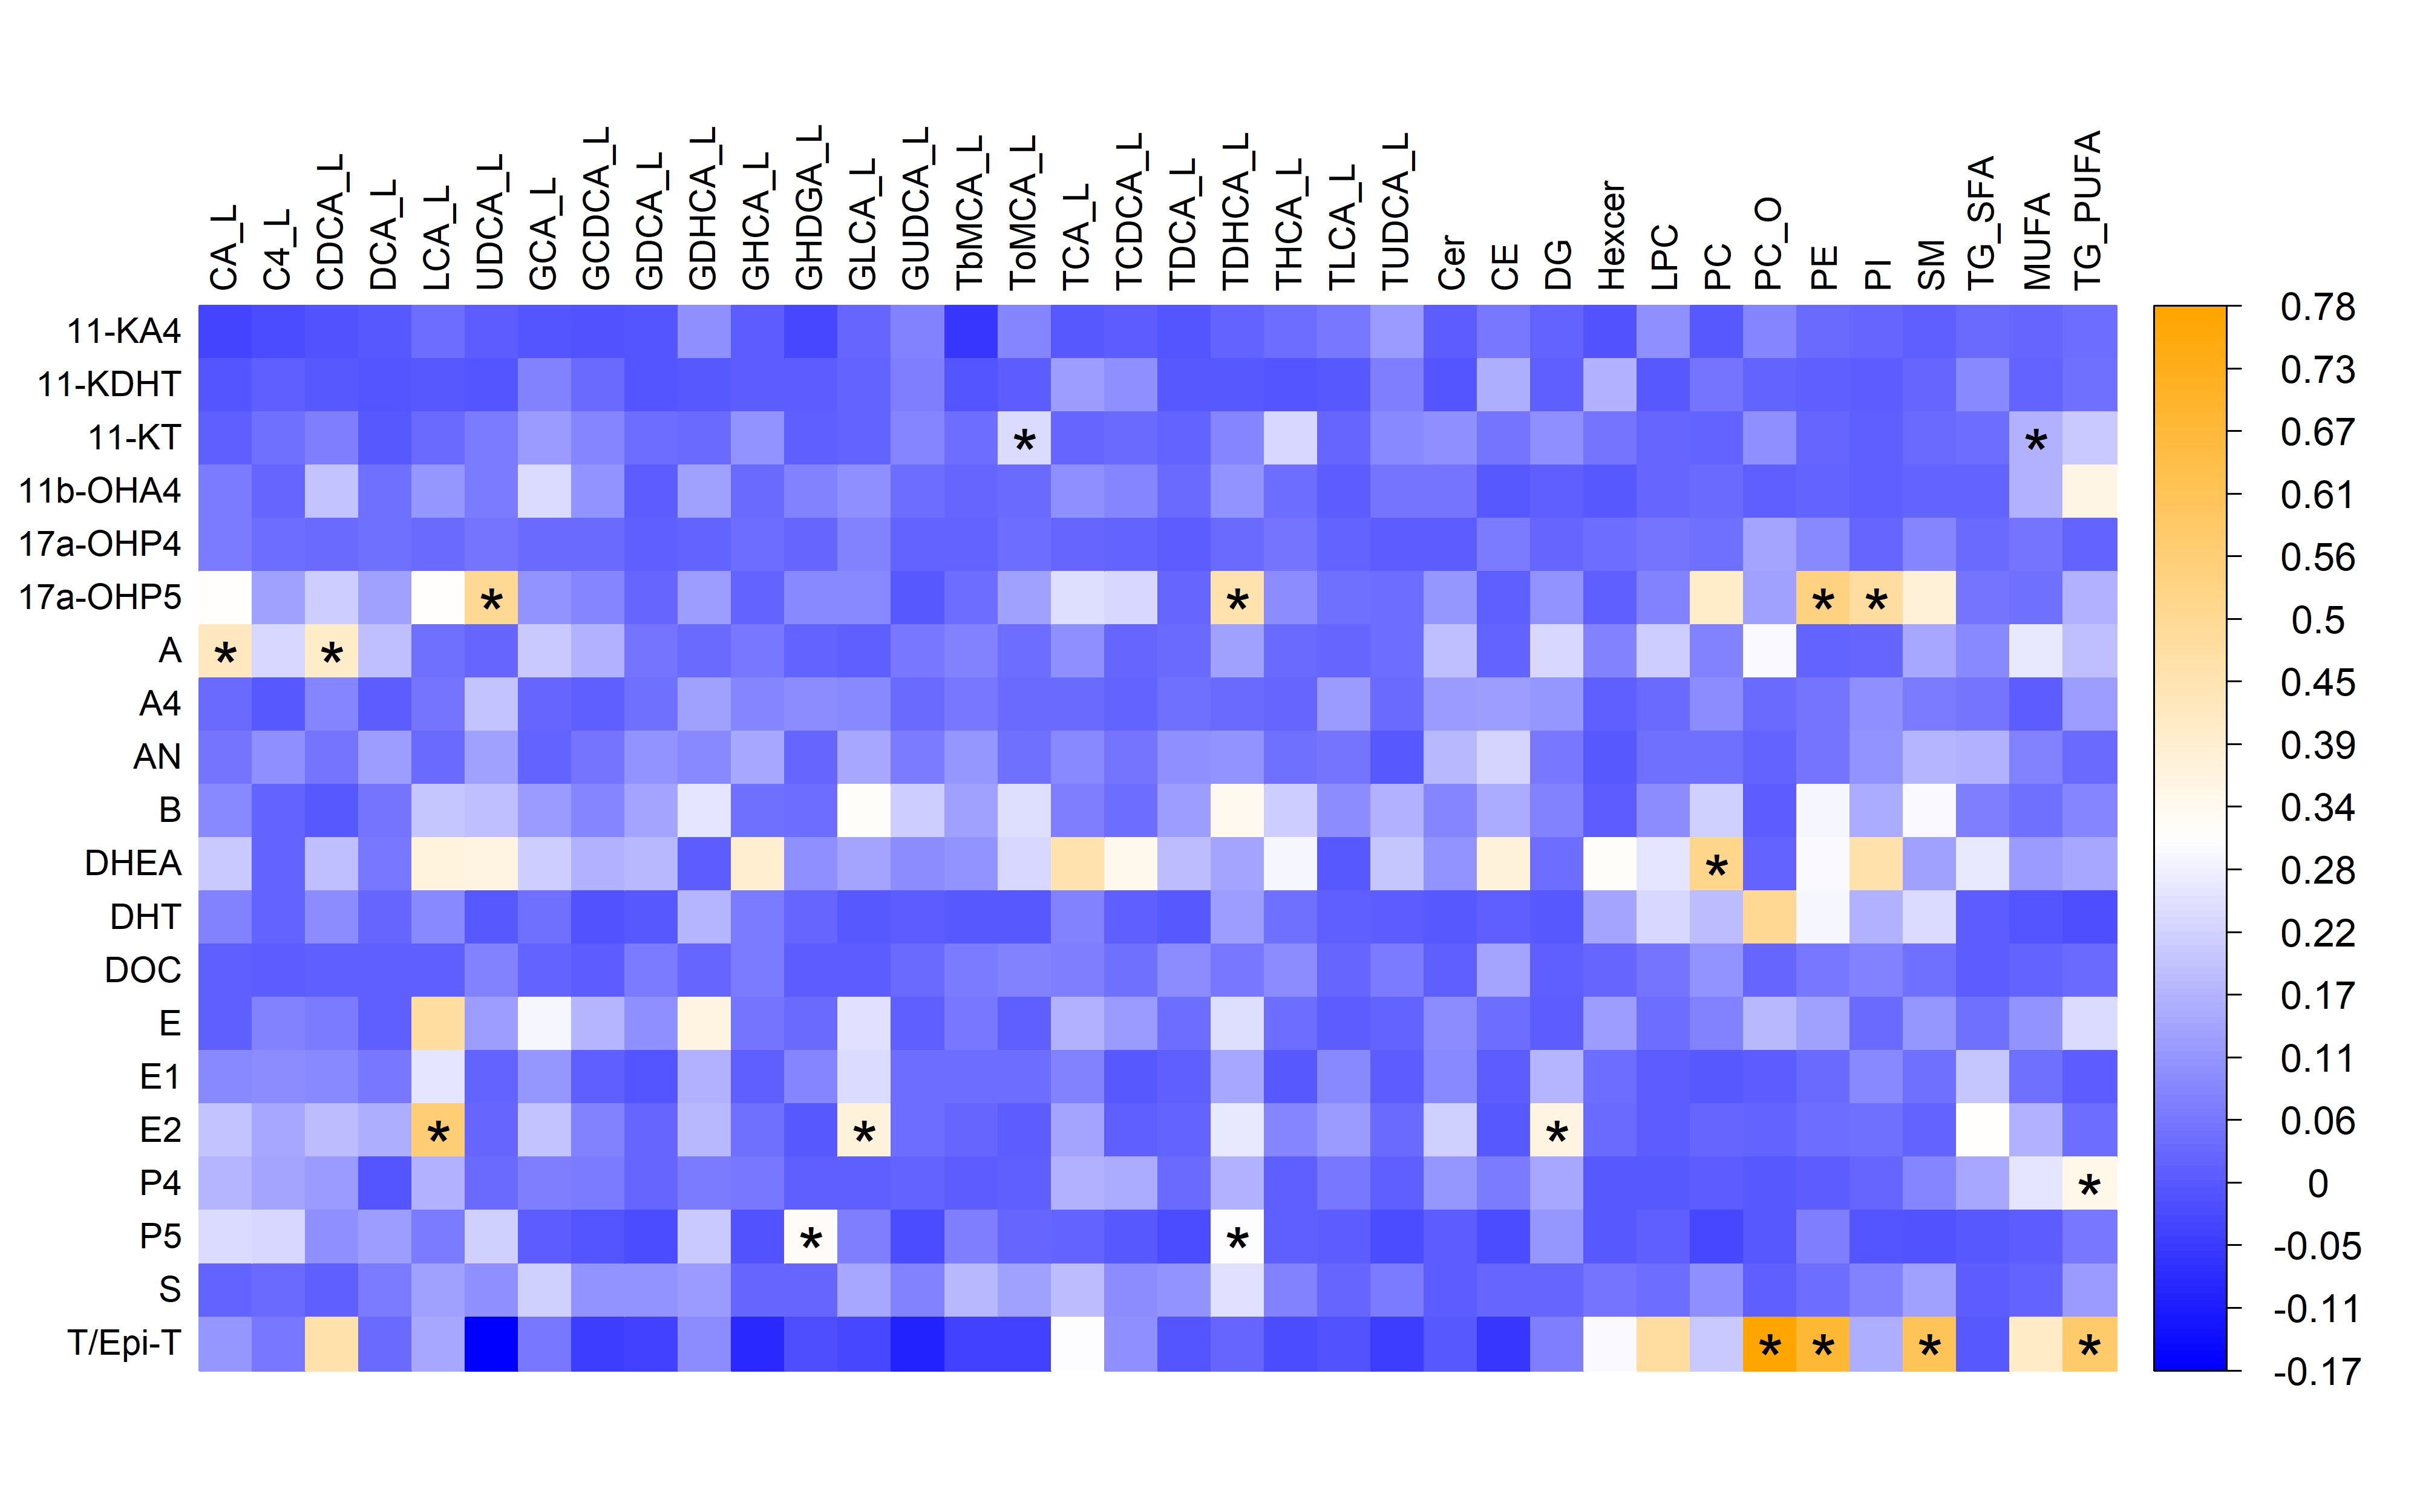 CA_L
C4_L
CDCA_L
DCA_L
LCA_L
UDCA_L
GCA_L
GCDCA_L
GDCA_L
GDHCA_L
GHCA_L
GHDGA_L
GLCA_L
GUDCA_L
TbMCA_L
ToMCA_L
TCA_L
TCDCA_L
TDCA_L
TDHCA_L
THCA_L
TLCA_L
TUDCA_L
Cer
CE
DG
Hexcer
LPC
PC
PC_O
PE
PI
SM
TG_SFA
MUFA
TG_PUFA
11-KA4
11-KDHT
11-KT
* *
11b-OHA4
17a-OHP4
17a-OHP5
* * * *
A
* *
A4
AN
B
DHEA
*
DHT
DOC
E
E1
E2
* * *
P4
*
P5
* *
S
T/Epi-T
* * * *
0.78
0.73
0.67
0.61
0.56
0.5
0.45
0.39
0.34
0.28
0.22
0.17
0.11
0.06
0
-0.05
-0.11
-0.17